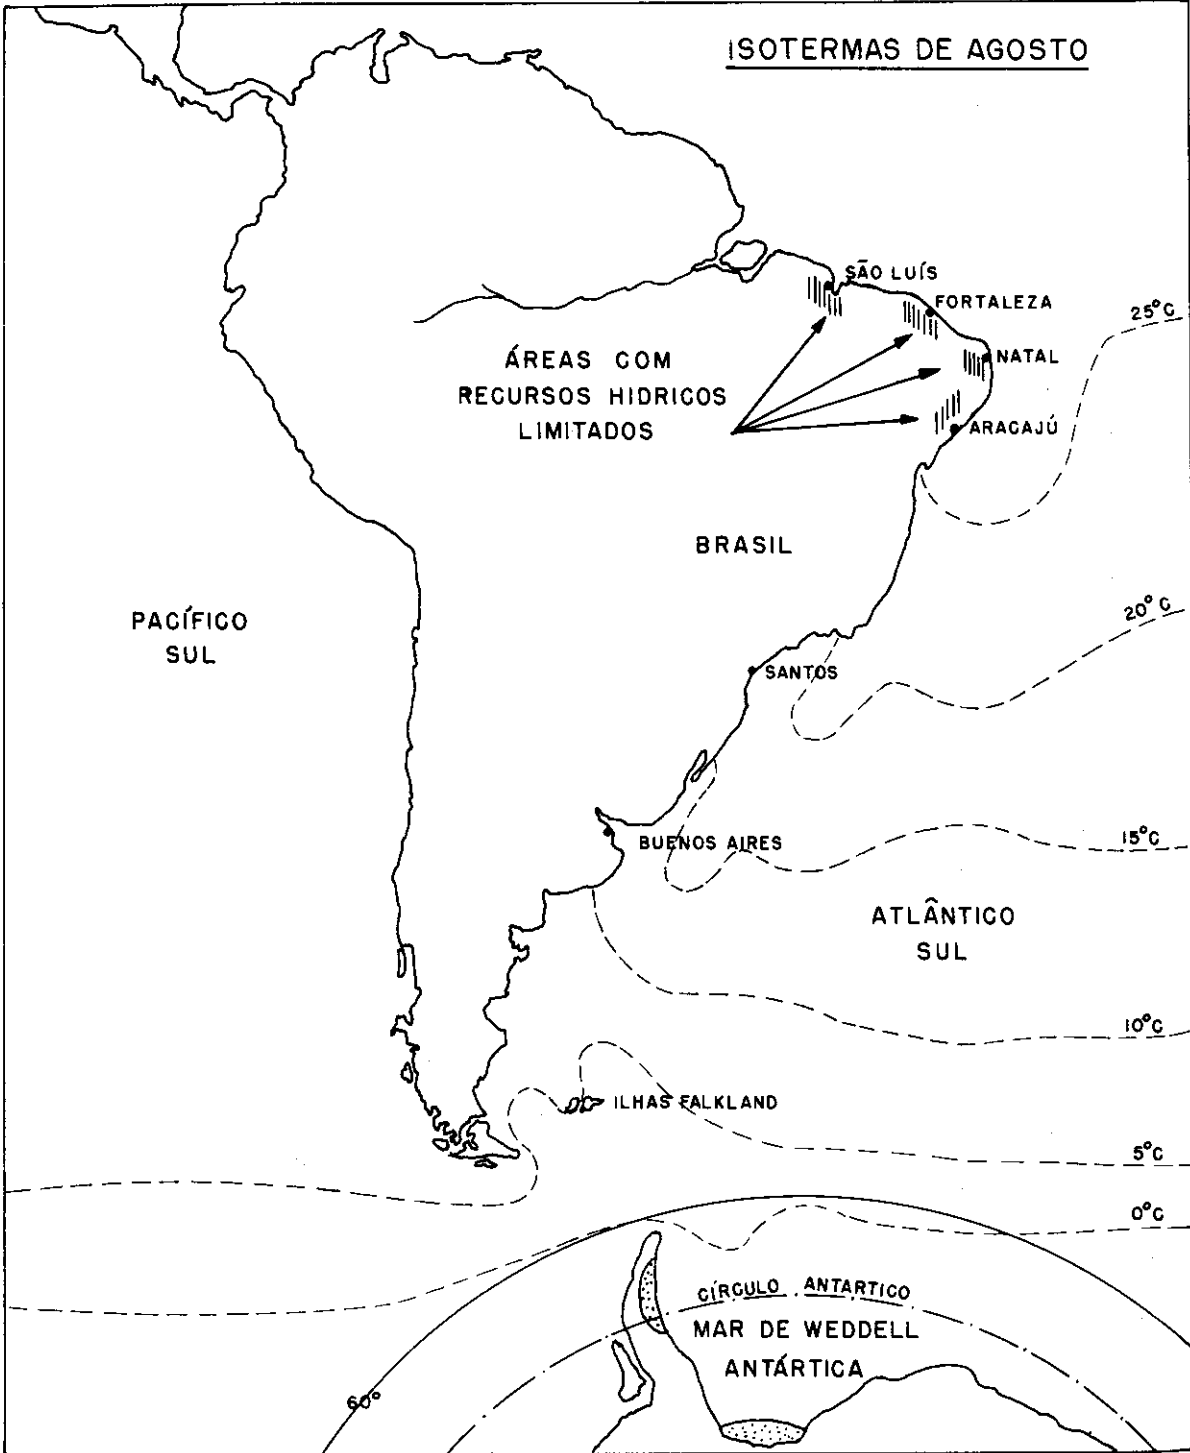 ISOTERMAS DE AGOSTO
SÃO LUÍS
FORTALEZA
25°C
NATAL
ÁREAS COM
RECURSOS HIDRICOS
LIMITADOS
ARACAJÚ
BRASIL
20°C
PACÍFICO
SUL
SANTOS
15°C
BUENOS AIRES
ATLÂNTICO
SUL
10°C
ILHAS FALKLAND
5°C
0°C
CÍRCULO ANTARTICO
MAR DE WEDDELL
ANTÁRTICA
60°